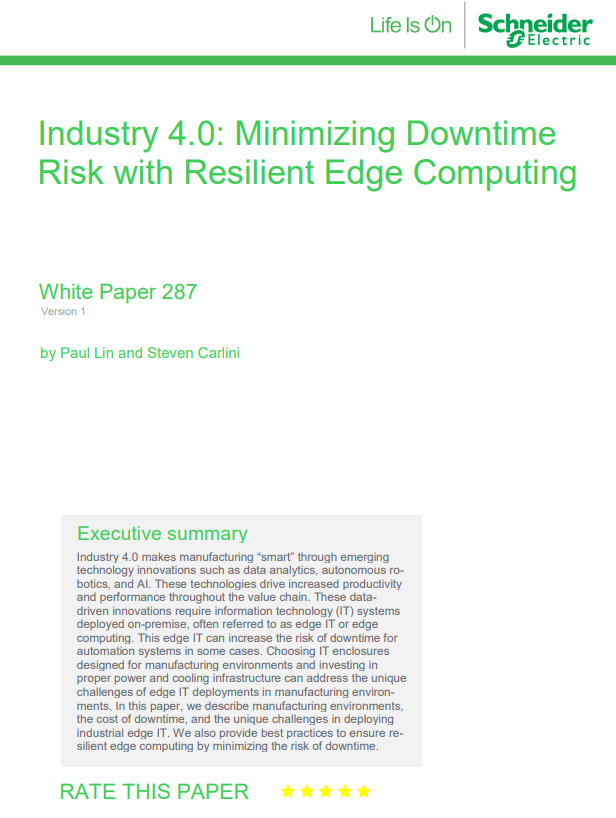 Life Is On
Schneider
Electric
Industry 4.0: Minimizing Downtime
Risk with Resilient Edge Computing
White Paper 287
Version 1
by Paul Lin and Steven Carlini
Executive summary
Industry 4.0 makes manufacturing “smart” through emerging
technology innovations such as data analytics, autonomous ro-
botics, and AI. These technologies drive increased productivity
and performance throughout the value chain. These data-
driven innovations require information technology (IT) systems
deployed on-premise, often referred to as edge IT or edge
computing. This edge IT can increase the risk of downtime for
automation systems in some cases. Choosing IT enclosures
designed for manufacturing environments and investing in
proper power and cooling infrastructure can address the unique
challenges of edge IT deployments in manufacturing environ-
ments. In this paper, we describe manufacturing environments,
the cost of downtime, and the unique challenges in deploying
industrial edge IT. We also provide best practices to ensure re-
silient edge computing by minimizing the risk of downtime.
RATE THIS PAPER